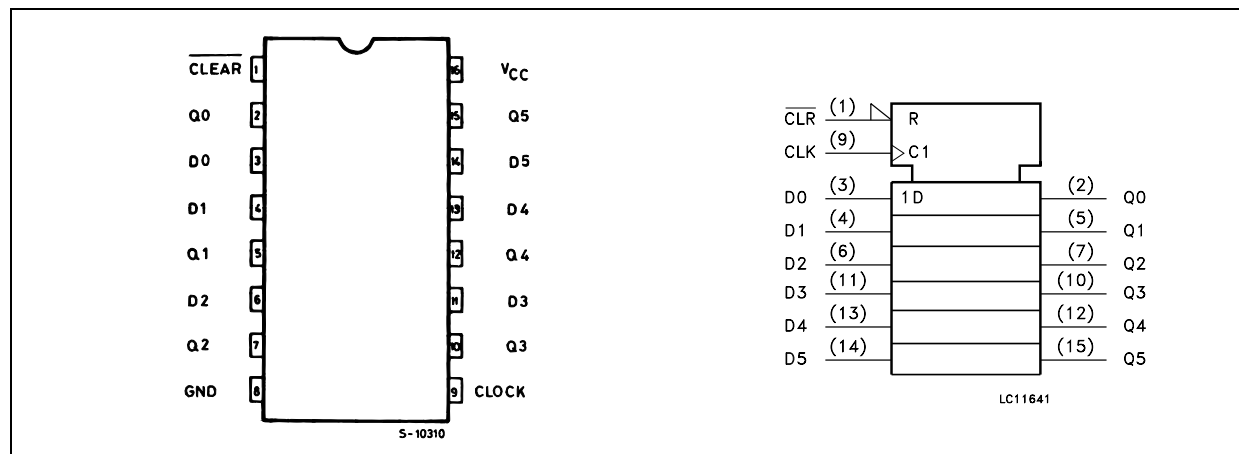 CLEAR 1 16 VCC
Q0 2 15 Q5
D0 3 14 D5
D1 4 13 D4
Q1 5 12 Q4
D2 6 11 D3
Q2 7 10 Q3
GND 8 9 CLOCK
S-10310
CLR (1) R
CLK (9) C1
D0 (3) 1D (2) Q0
D1 (4) (5) Q1
D2 (6) (7) Q2
D3 (11) (10) Q3
D4 (13) (12) Q4
D5 (14) (15) Q5
LC11641